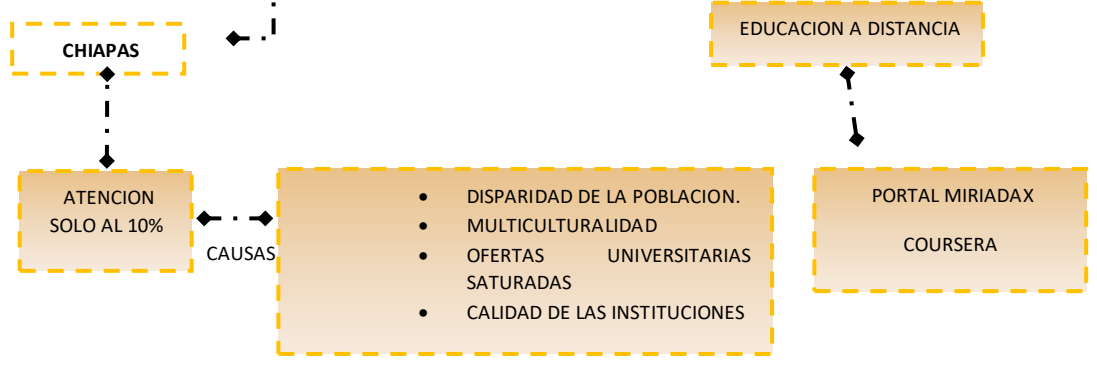 CHIAPAS
EDUCACION A DISTANCIA
ATENCION
SOLO AL 10%
CAUSAS
• DISPARIDAD DE LA POBLACION.
• MULTICULTURALIDAD
• OFERTAS UNIVERSITARIAS
SATURADAS
• CALIDAD DE LAS INSTITUCIONES
PORTAL MIRIADAX
COURSERA